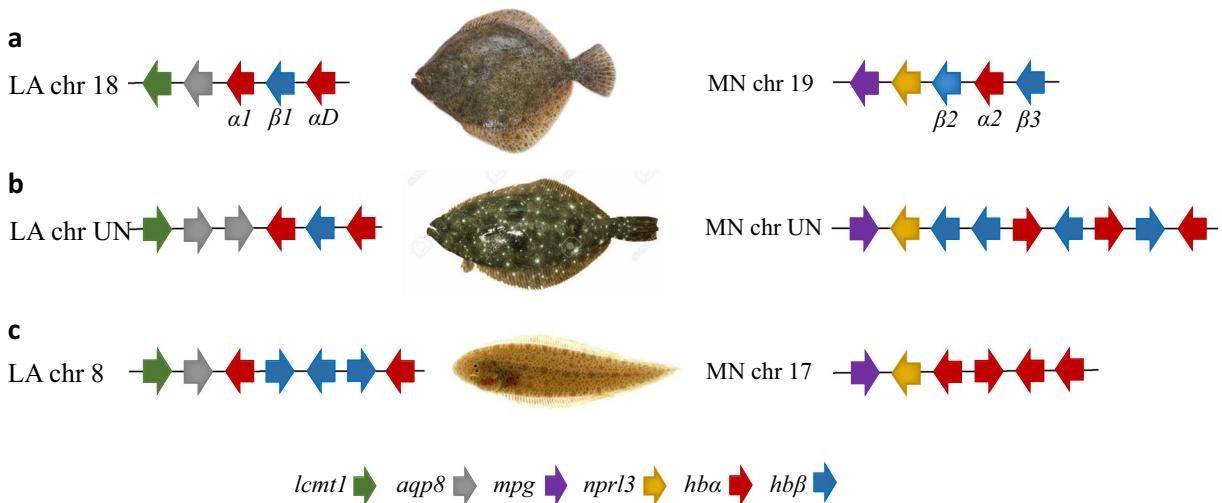 a
LA chr 18
α1 β1 αD
MN chr 19
β2 α2 β3
b
LA chr UN
MN chr UN
c
LA chr 8
MN chr 17
lcmt1 aqp8 mpg nprl3 hbα hbβ